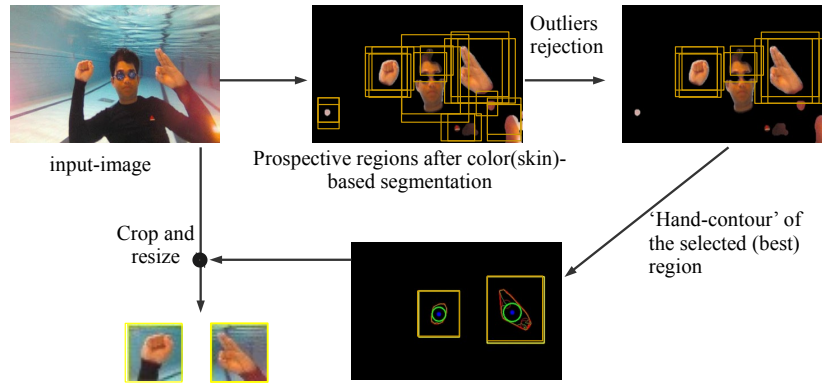 Outliers
rejection
input-image
Prospective regions after color(skin)-
based segmentation
Crop and
resize
‘Hand-contour’ of
the selected (best)
region